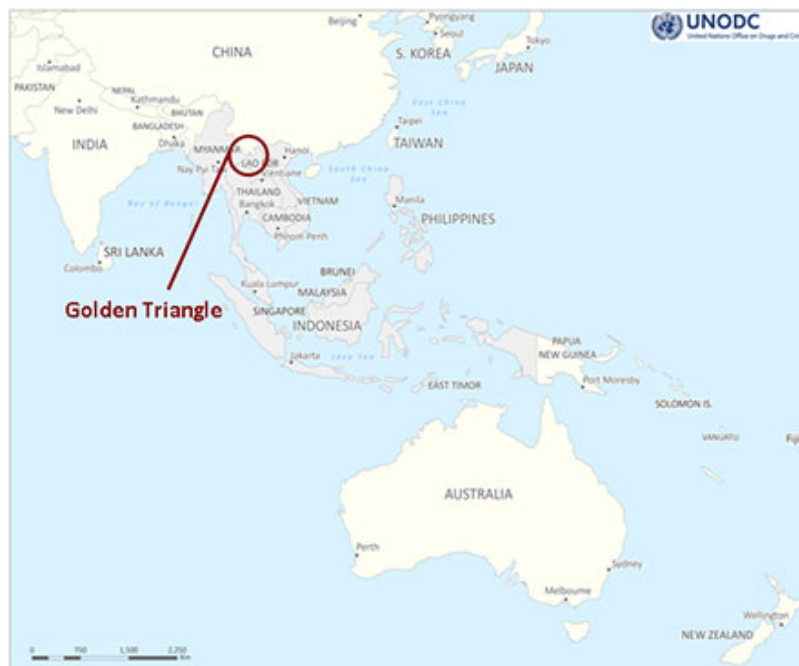 UNODC
United Nations Office on Drugs and Crime
Beijing
Pyongyang
Seoul
S. KOREA
Tokyo
JAPAN
CHINA
Islamabad
PAKISTAN
NEPAL
Kathmandu
New Delhi
BHUTAN
East China
Sea
BANGLADESH
Dhaka
INDIA
Taipei
TAIWAN
MYANMAR
Hanoi
LAO PDR
Nay Pyi Taw
Vientiane
South China
Sea
THAILAND
Bangkok
VIETNAM
Manila
Bay of Bengal
CAMBODIA
PHILIPPINES
Phnom Penh
SRI LANKA
Colombo
BRUNEI
Kuala Lumpur
MALAYSIA
Golden Triangle
SINGAPORE
INDONESIA
PAPUA
NEW GUINEA
Jakarta
Java Sea
EAST TIMOR
Port Moresby
SOLOMON IS.
VANUATU
Fiji
AUSTRALIA
Perth
Sydney
Melbourne
Wellington
NEW ZEALAND
0 750 1,500 2,250
Km